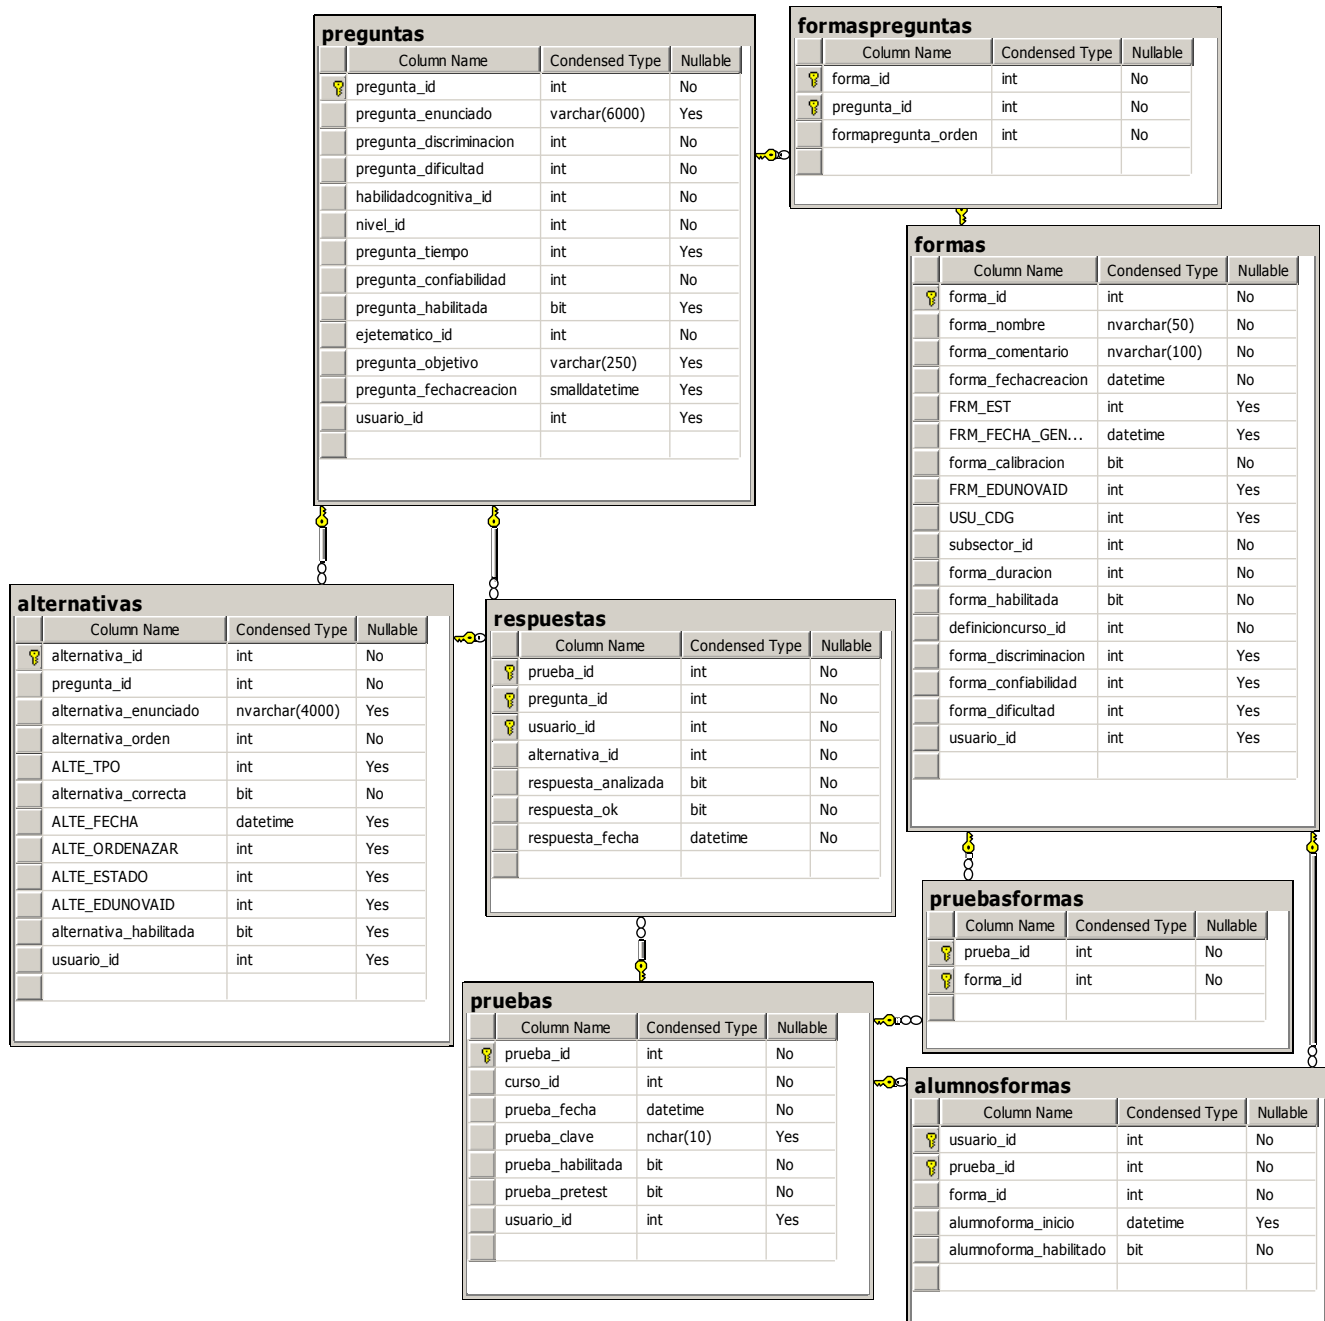 preguntas
Column Name Condensed Type Nullable
pregunta_id int No
pregunta_enunciado varchar(6000) Yes
pregunta_discriminacion int No
pregunta_dificultad int No
habilidadcognitiva_id int No
nivel_id int No
pregunta_tiempo int Yes
pregunta_confiabilidad int No
pregunta_habilitada bit Yes
ejetematico_id int No
pregunta_objetivo varchar(250) Yes
pregunta_fechacreacion smalldatetime Yes
usuario_id int Yes
formaspreguntas
Column Name Condensed Type Nullable
forma_id int No
pregunta_id int No
formapregunta_orden int No
formas
Column Name Condensed Type Nullable
forma_id int No
forma_nombre nvarchar(50) No
forma_comentario nvarchar(100) No
forma_fechacreacion datetime No
FRM_EST int Yes
FRM_FECHA_GEN... datetime Yes
forma_calibracion bit No
FRM_EDUNOVAID int Yes
USU_CDG int Yes
subsector_id int No
forma_duracion int No
forma_habilitada bit No
definicioncurso_id int No
forma_discriminacion int Yes
forma_confiabilidad int Yes
forma_dificultad int Yes
usuario_id int Yes
alternativas
Column Name Condensed Type Nullable
alternativa_id int No
pregunta_id int No
alternativa_enunciado nvarchar(4000) Yes
alternativa_orden int No
ALTE_TPO int Yes
alternativa_correcta bit No
ALTE_FECHA datetime Yes
ALTE_ORDENAZAR int Yes
ALTE_ESTADO int Yes
ALTE_EDUNOVAID int Yes
alternativa_habilitada bit Yes
usuario_id int Yes
respuestas
Column Name Condensed Type Nullable
prueba_id int No
pregunta_id int No
usuario_id int No
alternativa_id int No
respuesta_analizada bit No
respuesta_ok bit No
respuesta_fecha datetime No
pruebasformas
Column Name Condensed Type Nullable
prueba_id int No
forma_id int No
pruebas
Column Name Condensed Type Nullable
prueba_id int No
curso_id int No
prueba_fecha datetime No
prueba_clave nchar(10) Yes
prueba_habilitada bit No
prueba_pretest bit No
usuario_id int Yes
alumnosformas
Column Name Condensed Type Nullable
usuario_id int No
prueba_id int No
forma_id int No
alumnoforma_inicio datetime Yes
alumnoforma_habilitado bit No